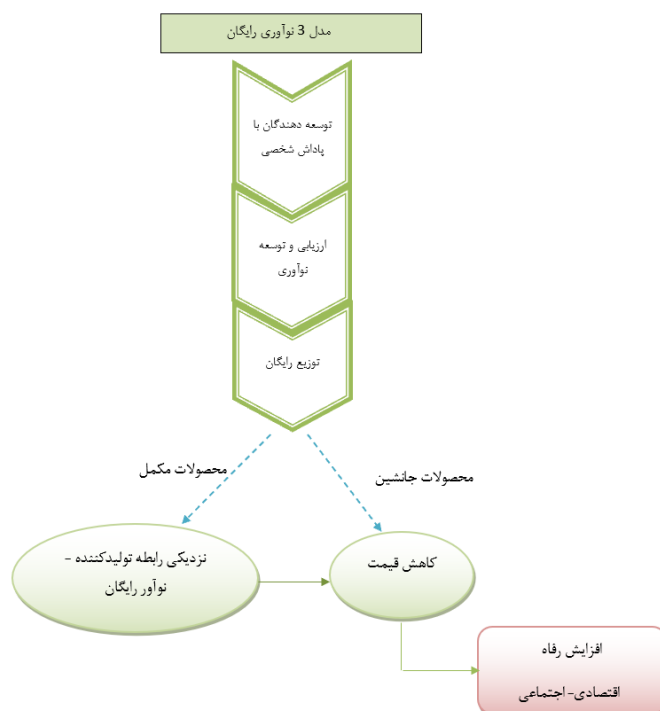 مدل 3 نوآوری رایگان
توسعه دهندگان با
پاداش شخصی
ارزیابی و توسعه
نوآوری
توزیع رایگان
محصولات مکمل
محصولات جانشین
نزدیکی رابطه تولیدکننده -
نوآور رایگان
کاهش قیمت
افزایش رفاه
اقتصادی- اجتماعی